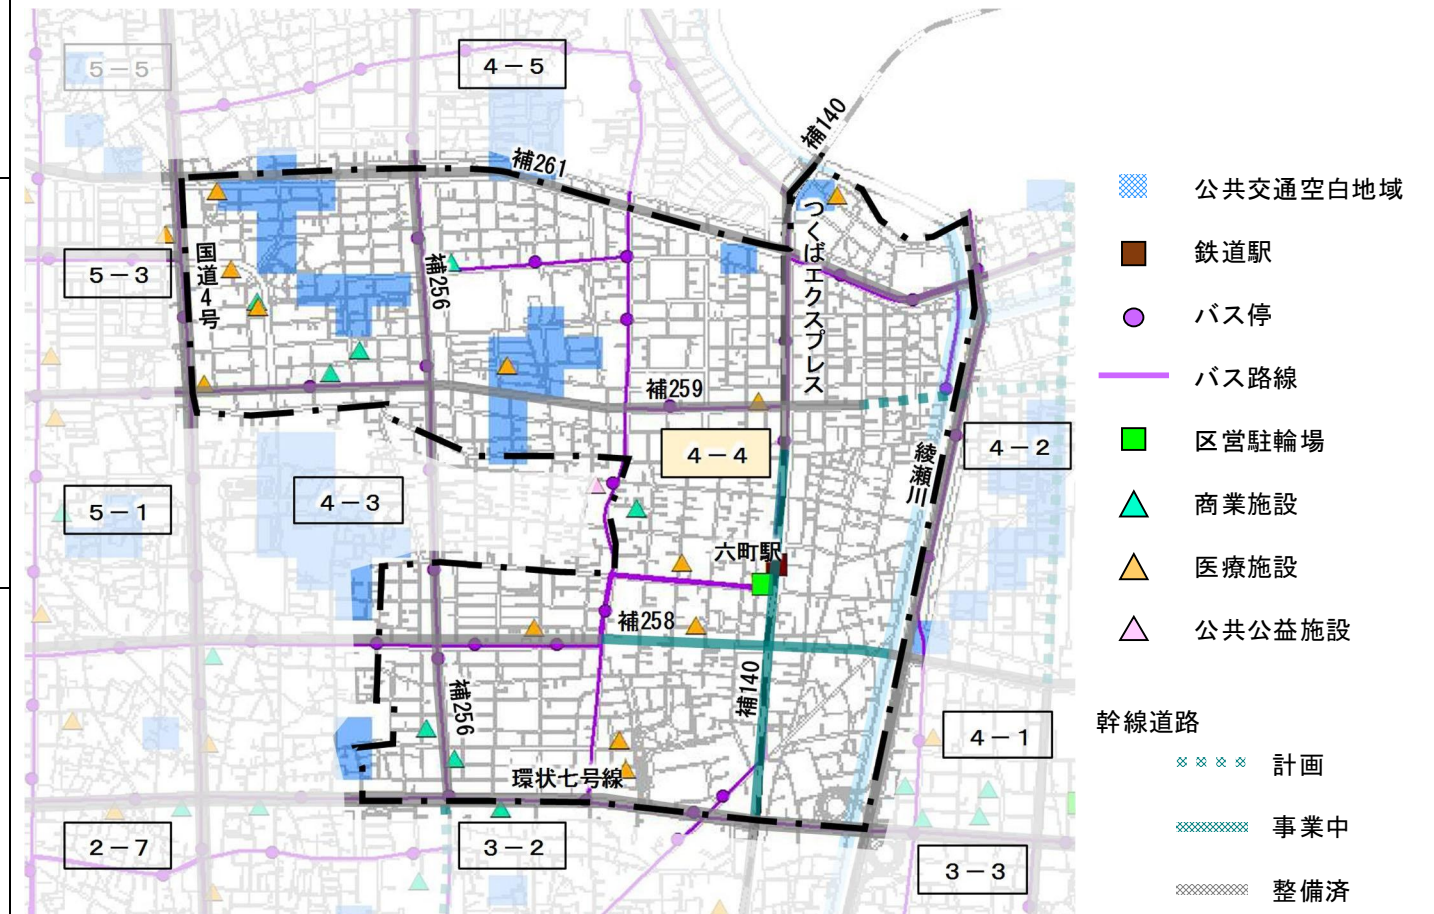 ５－５
４－５
補140
補261
つくばエクスプレス
国道4号
５－３
補256
補259
４－４
４－２
綾瀬川
４－３
５－１
六町駅
補258
補140
補256
４－１
環状七号線
２－７
３－２
３－３
公共交通空白地域
鉄道駅
バス停
バス路線
区営駐輪場
商業施設
医療施設
公共公益施設
幹線道路
計画
事業中
整備済